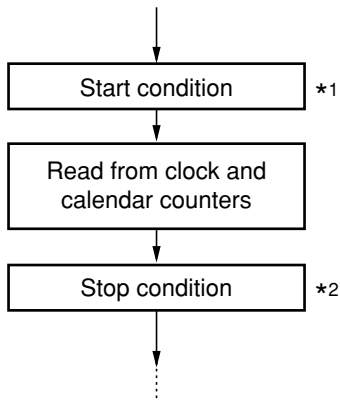 Start condition *1
Read from clock and
calendar counters
Stop condition *2